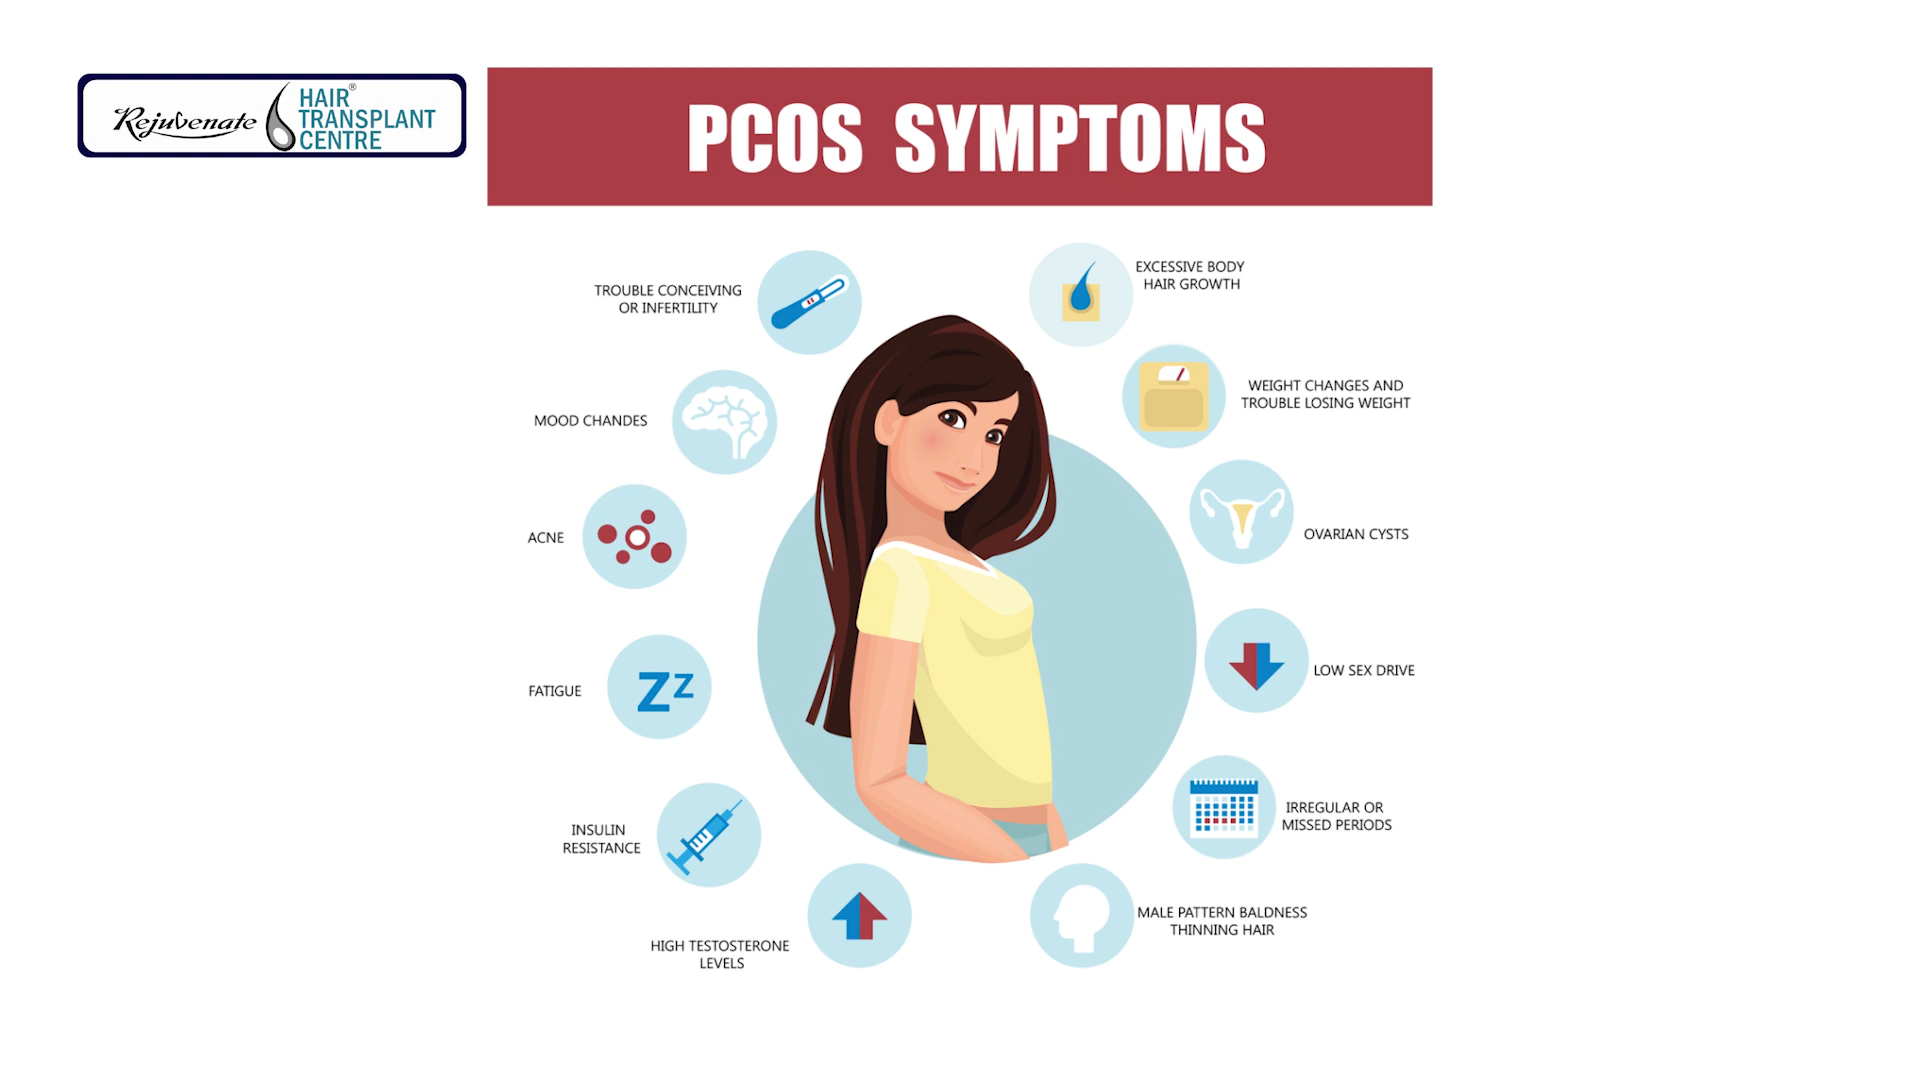 Rejuvenate
HAIR®
TRANSPLANT
CENTRE
PCOS SYMPTOMS
TROUBLE CONCEIVING
OR INFERTILITY
EXCESSIVE BODY
HAIR GROWTH
MOOD CHANDES
WEIGHT CHANGES AND
TROUBLE LOSING WEIGHT
ACNE
OVARIAN CYSTS
FATIGUE
ZZ
LOW SEX DRIVE
INSULIN
RESISTANCE
IRREGULAR OR
MISSED PERIODS
HIGH TESTOSTERONE
LEVELS
MALE PATTERN BALDNESS
THINNING HAIR